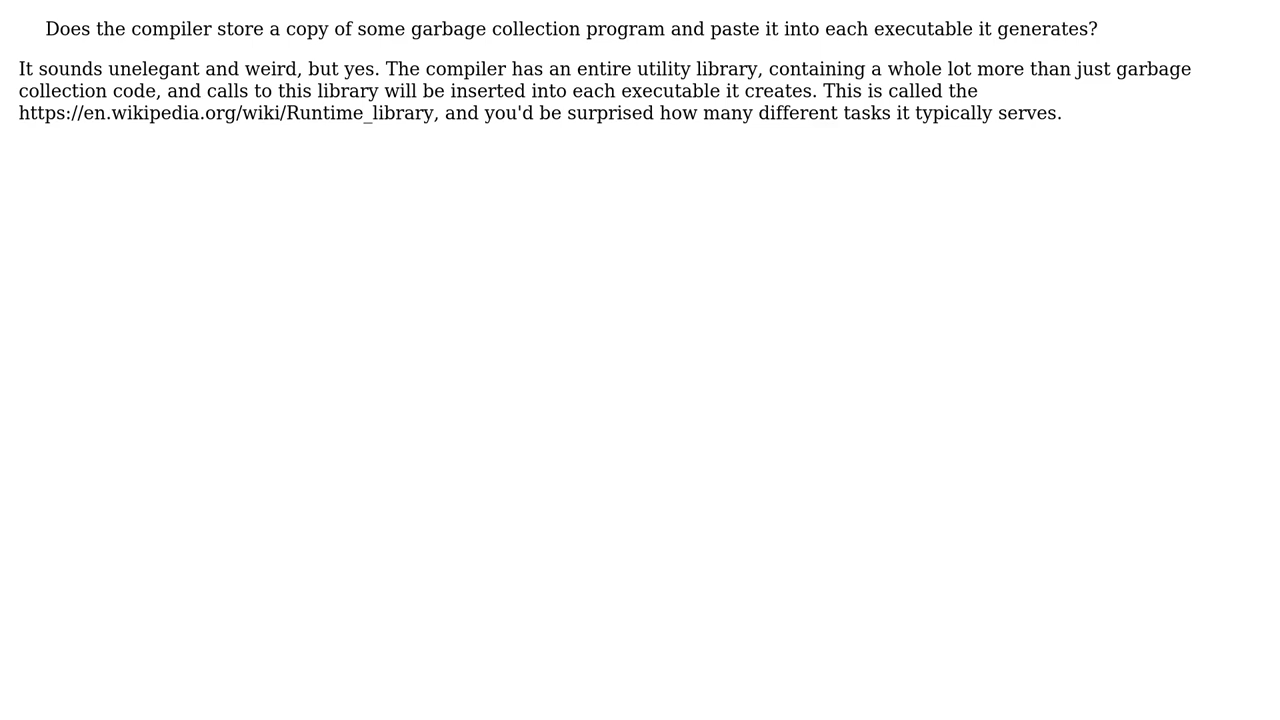 Does the compiler store a copy of some garbage collection program and paste it into each executable it generates?
It sounds unelegant and weird, but yes. The compiler has an entire utility library, containing a whole lot more than just garbage
collection code, and calls to this library will be inserted into each executable it creates. This is called the
https://en.wikipedia.org/wiki/Runtime_library, and you'd be surprised how many different tasks it typically serves.